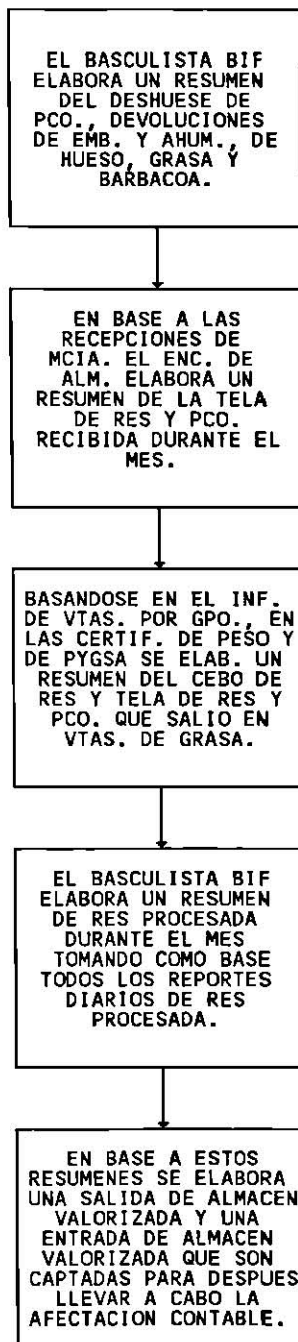 EL BASCULISTA BIF
ELABORA UN RESUMEN
DEL DESHUESE DE
PCO., DEVOLUCIONES
DE EMB. Y AHUM., DE
HUESO, GRASA Y
BARBACOA.
EN BASE A LAS
RECEPCIONES DE
MCIA. EL ENC. DE
ALM. ELABORA UN
RESUMEN DE LA TELA
DE RES Y PCO.
RECIBIDA DURANTE EL
MES.
BASANDOSE EN EL INF.
DE VTAS. POR GPO., EN
LAS CERTIF. DE PESO Y
DE PYGSA SE ELAB. UN
RESUMEN DEL CEBO DE
RES Y TELA DE RES Y
PCO. QUE SALIO EN
VTAS. DE GRASA.
EL BASCULISTA BIF
ELABORA UN RESUMEN
DE RES PROCESADA
DURANTE EL MES
TOMANDO COMO BASE
TODOS LOS REPORTES
DIARIOS DE RES
PROCESADA.
EN BASE A ESTOS
RESUMENES SE ELABORA
UNA SALIDA DE ALMACEN
VALORIZADA Y UNA
ENTRADA DE ALMACEN
VALORIZADA QUE SON
CAPTADAS PARA DESPUES
LLEVAR A CABO LA
AFECTACION CONTABLE.